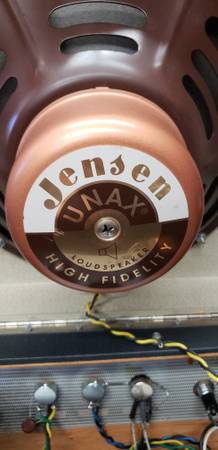 Jensen
UNAX®
LOUDSPEAKER
HIGH FIDELITY